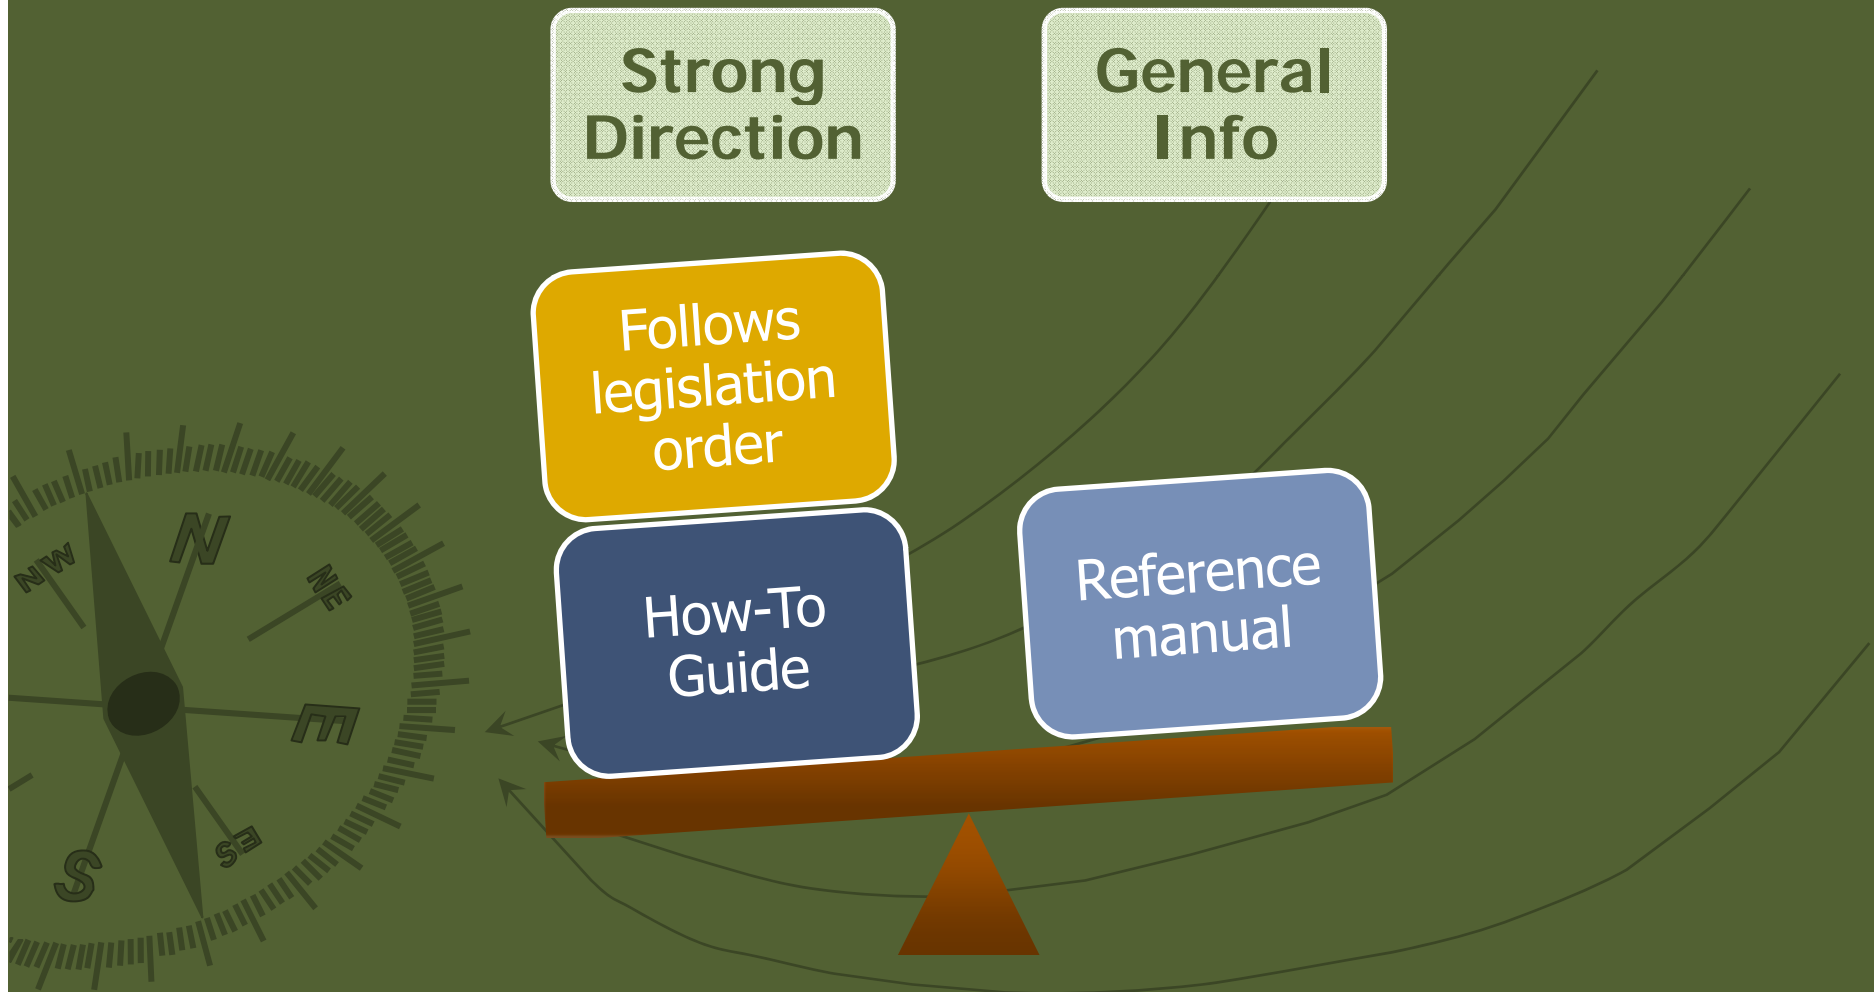 Strong
Direction
General
Info
Follows
legislation
order
How-To
Guide
Reference
manual
N
NW
NE
E
S
SE